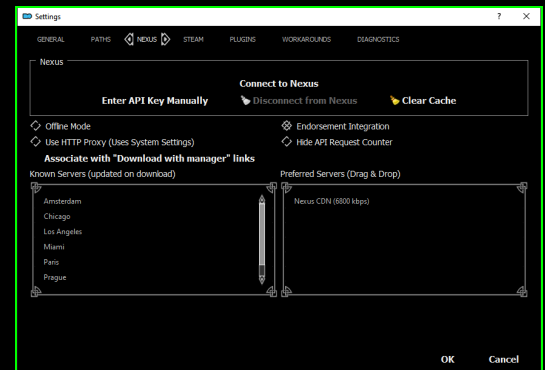 Settings
? ×
GENERAL PATHS NEXUS STEAM PLUGINS WORKAROUNDS DIAGNOSTICS
Nexus
Connect to Nexus
Enter API Key Manually Disconnect from Nexus Clear Cache
Offline Mode Endorsement Integration
Use HTTP Proxy (Uses System Settings) Hide API Request Counter
Associate with "Download with manager" links
Known Servers (updated on download) Preferred Servers (Drag & Drop)
Amsterdam Nexus CDN (6800 kbps)
Chicago
Los Angeles
Miami
Paris
Prague
OK Cancel